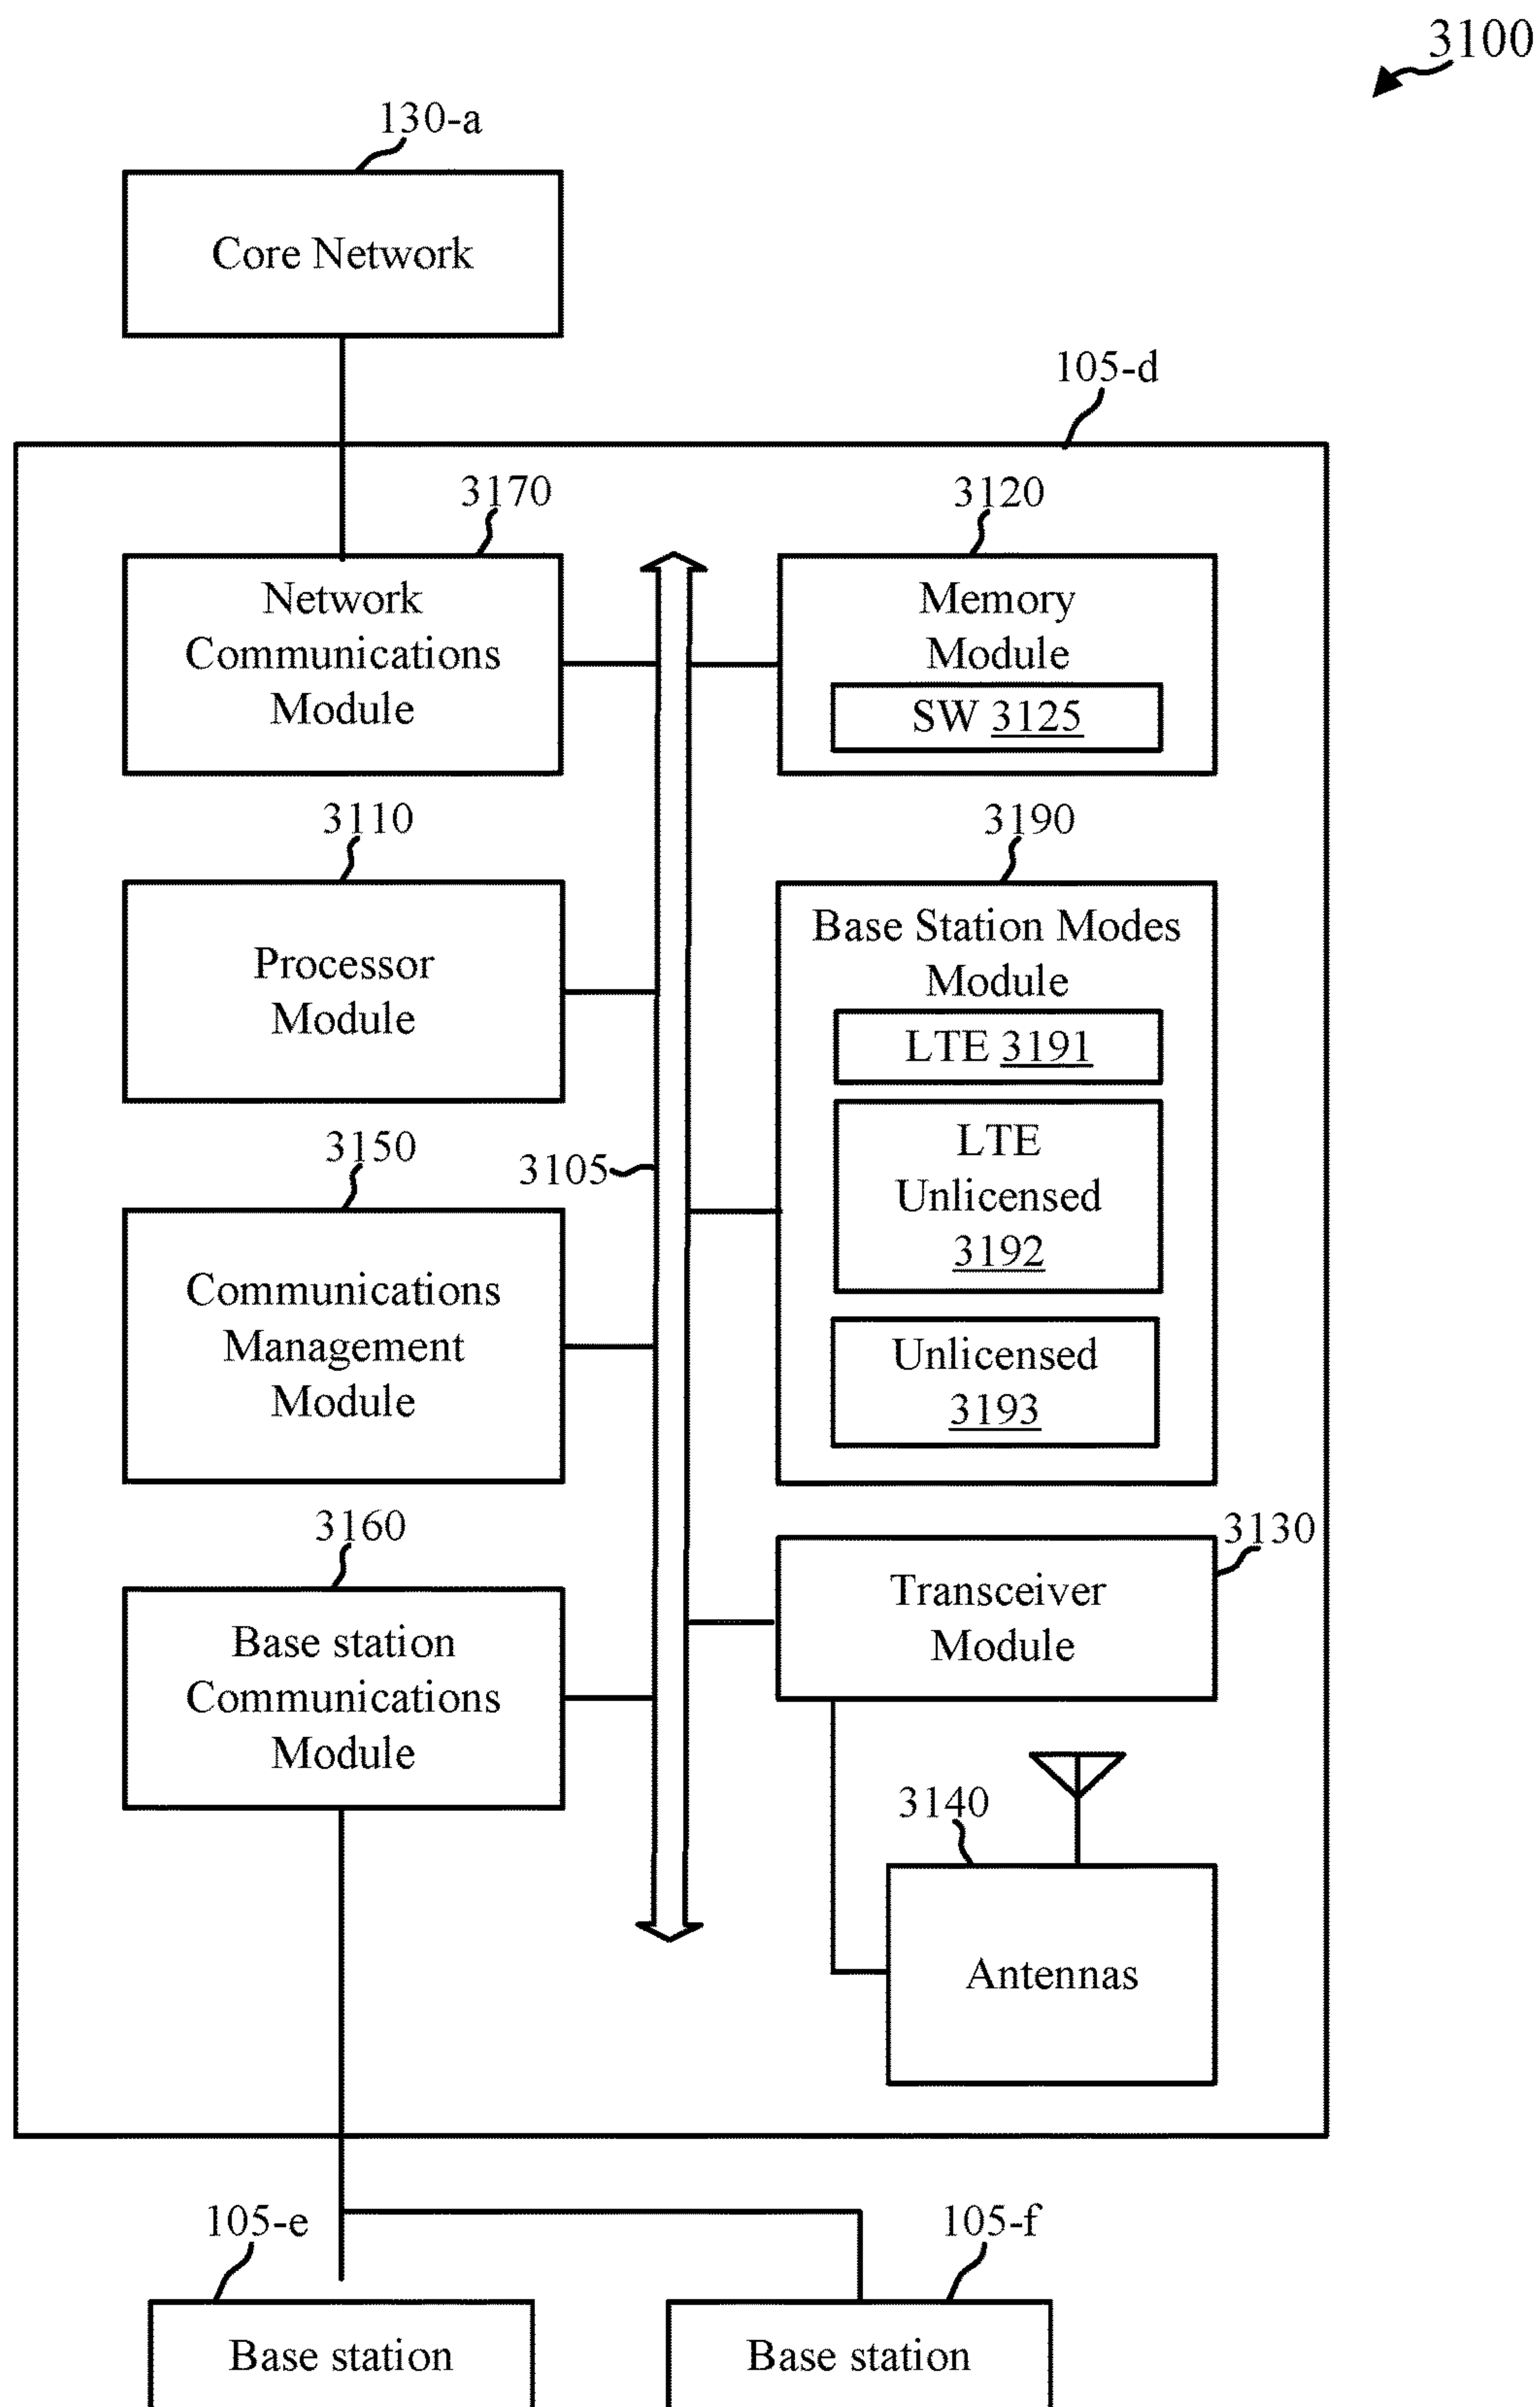 3100
130-a
Core Network
105-d
3170
Network
Communications
Module
3120
Memory
Module
SW 3125
3110
Processor
Module
3190
Base Station Modes
Module
LTE 3191
LTE
Unlicensed
3192
Unlicensed
3193
3105
3150
Communications
Management
Module
3160
Base station
Communications
Module
3130
Transceiver
Module
3140
Antennas
105-e
Base station
105-f
Base station